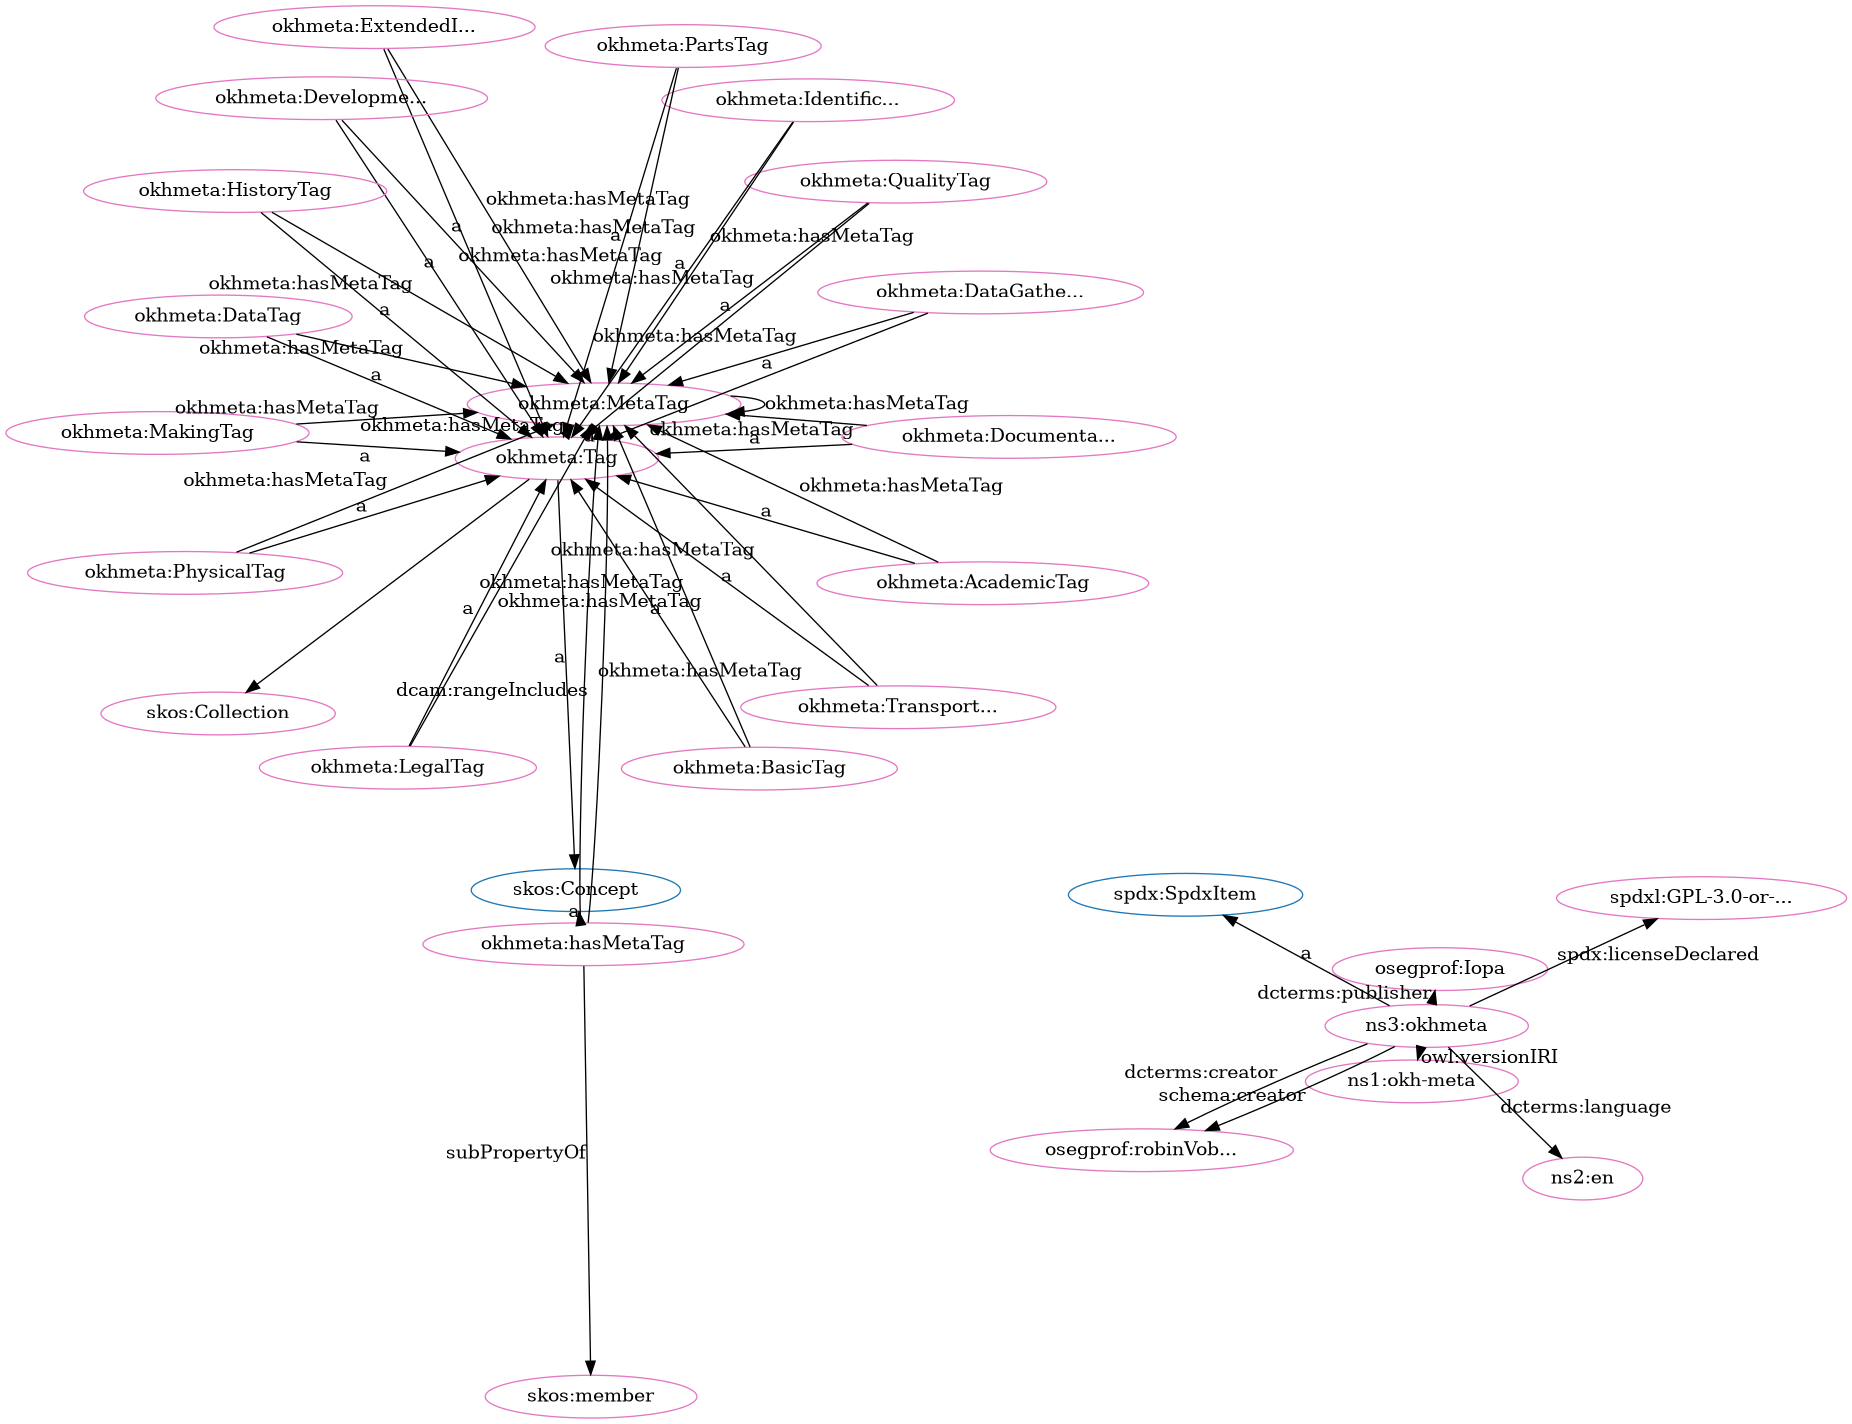 okhmeta:ExtendedI...
okhmeta:PartsTag
okhmeta:Developme...
okhmeta:Identific...
okhmeta:QualityTag
okhmeta:HistoryTag
okhmeta:hasMetaTag
okhmeta:hasMetaTag
a
a
okhmeta:hasMetaTag
okhmeta:hasMetaTag
a
a
okhmeta:hasMetaTag
okhmeta:hasMetaTag
okhmeta:DataGathe...
a
a
okhmeta:DataTag
okhmeta:hasMetaTag
okhmeta:hasMetaTag
a
a
okhmeta:MetaTag
okhmeta:hasMetaTag
okhmeta:hasMetaTag
okhmeta:hasMetaTag
okhmeta:hasMetaTag
okhmeta:MakingTag
a
okhmeta:Documenta...
a
okhmeta:Tag
okhmeta:hasMetaTag
okhmeta:hasMetaTag
a
a
okhmeta:hasMetaTag
okhmeta:PhysicalTag
a
okhmeta:AcademicTag
okhmeta:hasMetaTag
okhmeta:hasMetaTag
a
a
a
okhmeta:hasMetaTag
dcam:rangeIncludes
okhmeta:Transport...
skos:Collection
okhmeta:LegalTag
okhmeta:BasicTag
skos:Concept
a
okhmeta:hasMetaTag
subPropertyOf
skos:member
spdx:SpdxItem
spdxl:GPL-3.0-or-...
a
spdx:licenseDeclared
osegprof:Iopa
dcterms:publisher
ns3:okhmeta
owl:versionIRI
dcterms:creator
ns1:okh-meta
schema:creator
dcterms:language
osegprof:robinVob...
ns2:en